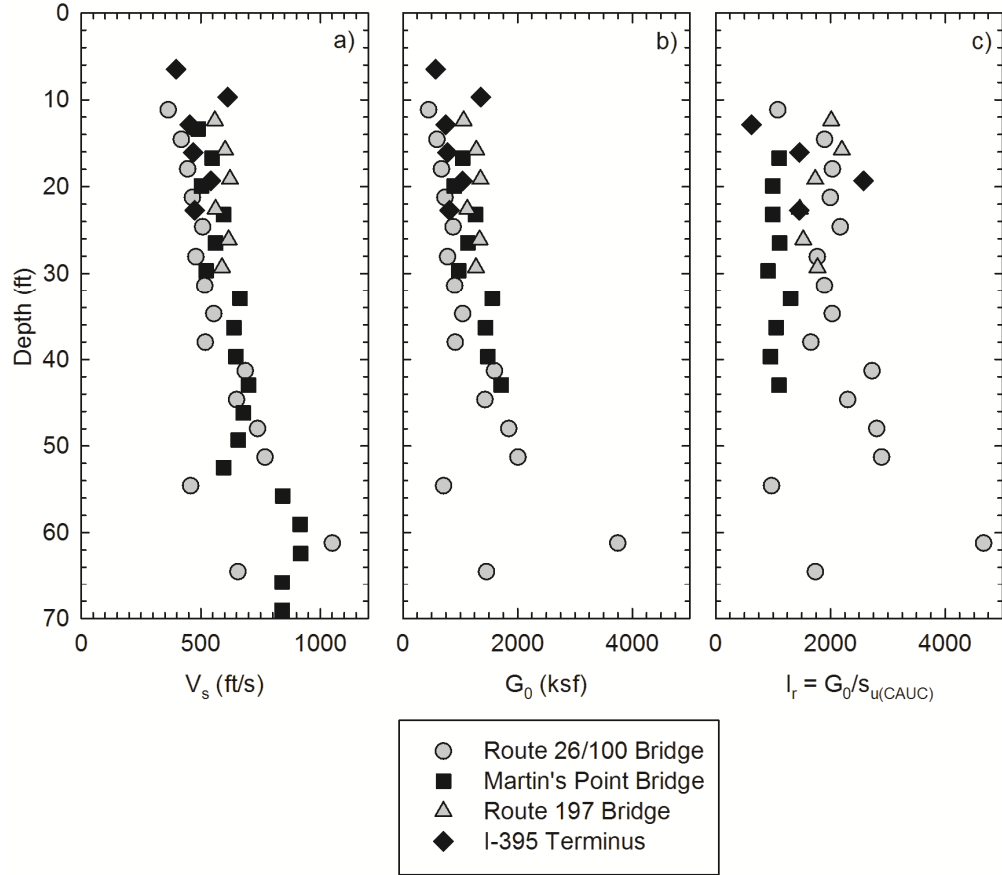 a)
b)
c)
0
10
20
30
40
50
60
70
Depth (ft)
0 500 1000
0 2000 4000
0 2000 4000
V_s (ft/s)
G_0 (ksf)
I_r = G_0/s_u(CAUC)
Route 26/100 Bridge
Martin's Point Bridge
Route 197 Bridge
I-395 Terminus